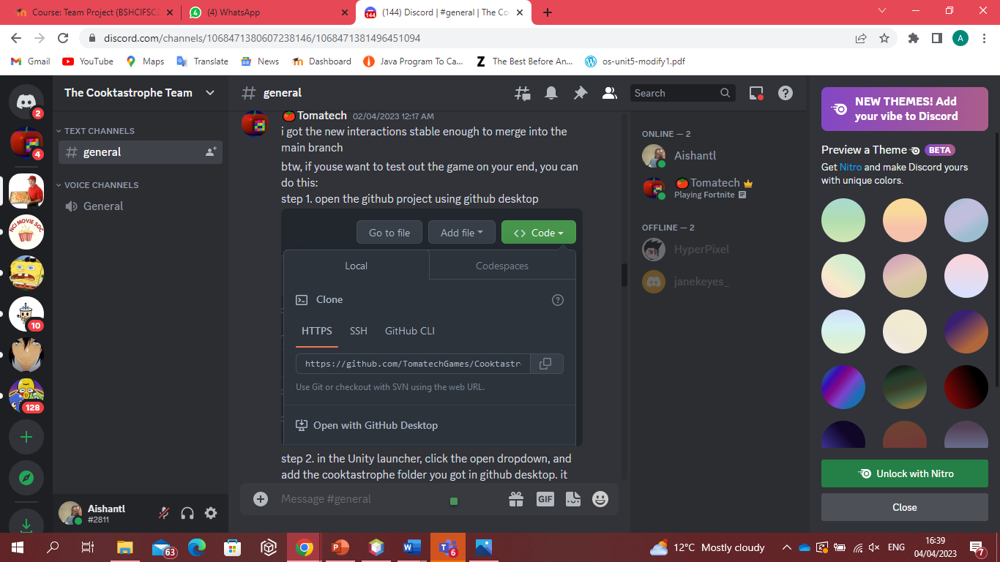 Course: Team Project (BSHCIFSC2
(4) WhatsApp
(144) Discord | #general | The Co
discord.com/channels/1068471380607238146/1068471381496451094
A
Gmail
YouTube
Maps
Translate
News
Dashboard
Java Program To Ca...
The Best Before An...
os-unit5-modify1.pdf
The Cooktastrophe Team
general
Search
TEXT CHANNELS
general
VOICE CHANNELS
General
2
4
NCI MOVIE SOC
10
128
Tomatech 02/04/2023 12:17 AM
i got the new interactions stable enough to merge into the
main branch
btw, if youse want to test out the game on your end, you can
do this:
step 1. open the github project using github desktop
Go to file
Add file
<> Code
Local
Codespaces
Clone
HTTPS
SSH
GitHub CLI
https://github.com/TomatechGames/Cooktastr
Use Git or checkout with SVN using the web URL.
Open with GitHub Desktop
step 2. in the Unity launcher, click the open dropdown, and
add the cooktastrophe folder you got in github desktop. it
Message #general
GIF
ONLINE — 2
Aishantl
Tomatech
Playing Fortnite
OFFLINE — 2
HyperPixel
janekeyes_
NEW THEMES! Add
your vibe to Discord
Preview a Theme BETA
Get Nitro and make Discord yours
with unique colors.
Unlock with Nitro
Close
Aishantl
#2811
63
6
12°C Mostly cloudy
ENG
16:39
04/04/2023
7